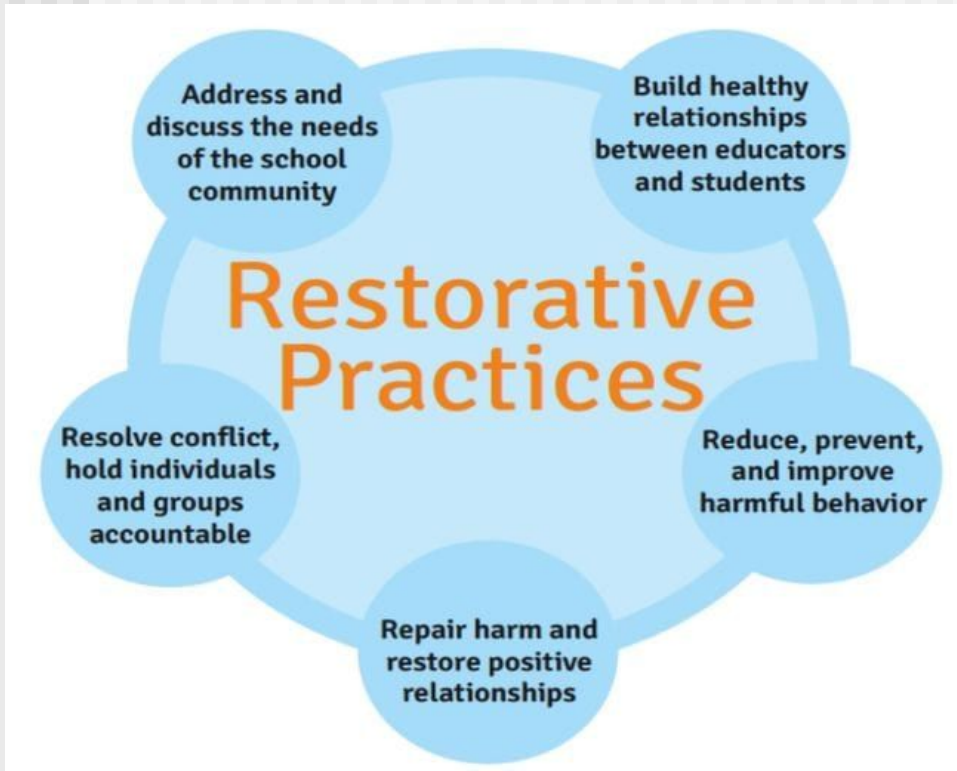 Address and
discuss the needs
of the school
community
Build healthy
relationships
between educators
and students
Restorative
Practices
Resolve conflict,
hold individuals
and groups
accountable
Reduce, prevent,
and improve
harmful behavior
Repair harm and
restore positive
relationships